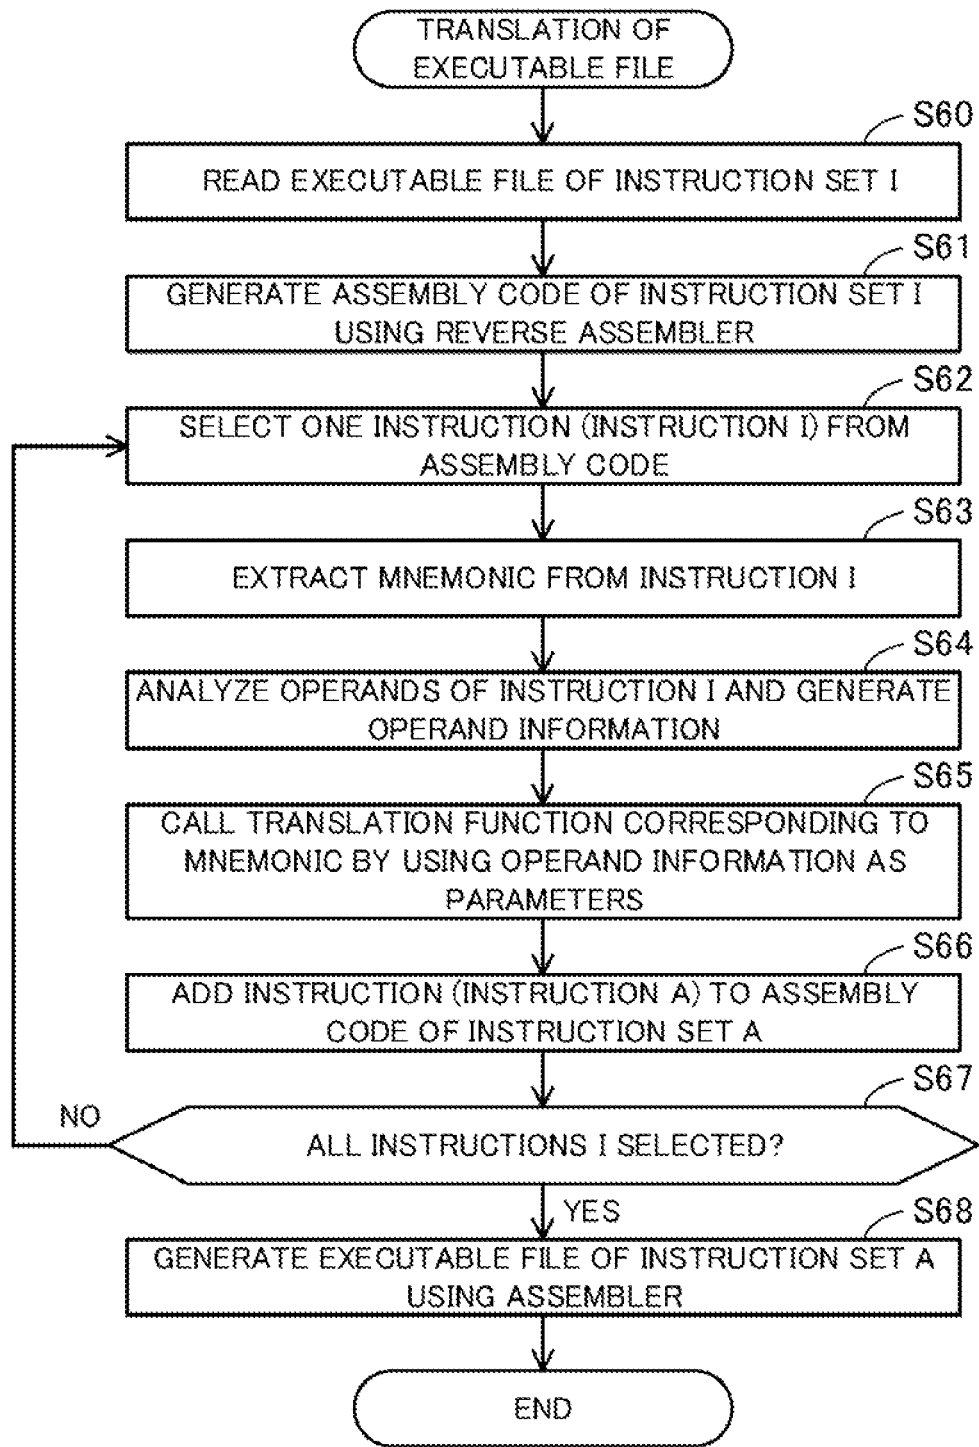 TRANSLATION OF
EXECUTABLE FILE
S60
READ EXECUTABLE FILE OF INSTRUCTION SET I
S61
GENERATE ASSEMBLY CODE OF INSTRUCTION SET I
USING REVERSE ASSEMBLER
S62
SELECT ONE INSTRUCTION (INSTRUCTION I) FROM
ASSEMBLY CODE
S63
EXTRACT MNEMONIC FROM INSTRUCTION I
S64
ANALYZE OPERANDS OF INSTRUCTION I AND GENERATE
OPERAND INFORMATION
S65
CALL TRANSLATION FUNCTION CORRESPONDING TO
MNEMONIC BY USING OPERAND INFORMATION AS
PARAMETERS
S66
ADD INSTRUCTION (INSTRUCTION A) TO ASSEMBLY
CODE OF INSTRUCTION SET A
S67
NO
ALL INSTRUCTIONS I SELECTED?
YES
S68
GENERATE EXECUTABLE FILE OF INSTRUCTION SET A
USING ASSEMBLER
END